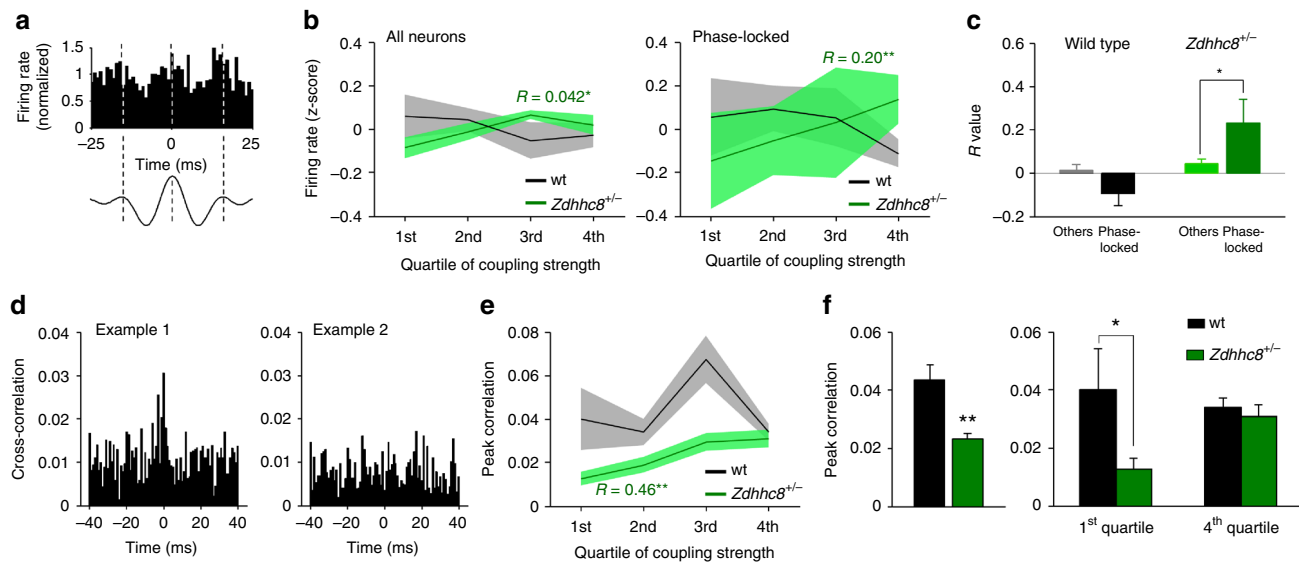 a
Firing rate
(normalized)
1.5
1
0.5
0
–25
0
25
Time (ms)
b
Firing rate (z-score)
All neurons
0.4
0.2
0
–0.2
–0.4
R = 0.042*
wt
Zdhhc8+/–
1st 2nd 3rd 4th
Quartile of coupling strength
Phase-locked
0.4
0.2
0
–0.2
–0.4
R = 0.20**
wt
Zdhhc8+/–
1st 2nd 3rd 4th
Quartile of coupling strength
c
Wild type
Zdhhc8+/–
*
R value
0.4
0.2
0
–0.2
Others Phase-
locked
Others Phase-
locked
d
Cross-correlation
Example 1
0.04
0.03
0.02
0.01
0
–40 –20 0 20 40
Time (ms)
Example 2
0.04
0.03
0.02
0.01
0
–40 –20 0 20 40
Time (ms)
e
Peak correlation
0.08
0.06
0.04
0.02
0
R = 0.46**
wt
Zdhhc8+/–
1st 2nd 3rd 4th
Quartile of coupling strength
f
Peak correlation
0.06
0.04
0.02
0
**
0.06
0.04
0.02
0
*
wt
Zdhhc8+/–
1st quartile
4th quartile